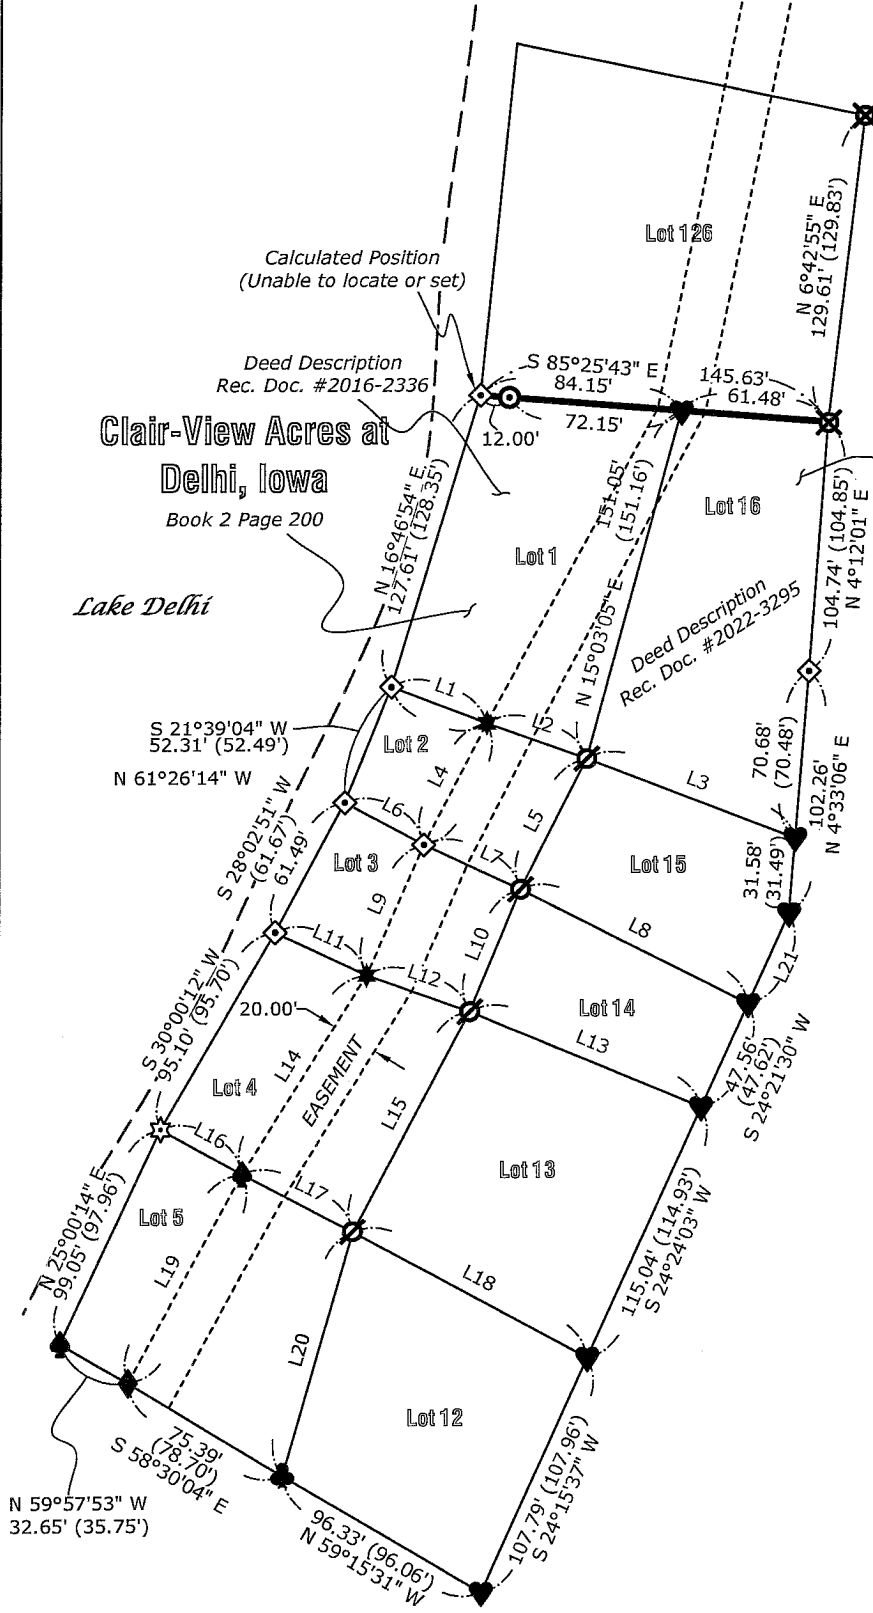 Lot 126
N 6°42'55" E
129.61' (129.83')
Calculated Position
(Unable to locate or set)
Deed Description
Rec. Doc. #2016-2336
S 85°25'43" E
84.15'
145.63'
61.48'
72.15'
12.00'
Clair-View Acres at
Delhi, Iowa
Book 2 Page 200
Lake Delhi
N 16°46'54" E
127.61' (128.35')
151.05'
(151.16')
Lot 16
Lot 1
N 15°03'05" E
104.74' (104.85')
N 4°12'01" E
Deed Description
Rec. Doc. #2022-3295
L1
L2
L3
S 21°39'04" W
52.31' (52.49')
N 61°26'14" W
Lot 2
L4
L5
70.68'
(70.48')
102.26'
N 4°33'06" E
S 28°02'51" W
(61.67')
61.49'
L6
L7
Lot 3
Lot 15
31.58'
(31.49')
L8
L9
L10
L11
L12
L21
S 30°00'12" W
95.10' (95.70')
20.00'
Lot 14
L13
47.56'
(47.62')
S 24°21'30" W
L14
EASEMENT
Lot 4
L15
L16
L17
Lot 13
Lot 5
N 25°00'14" E
99.05' (97.96')
115.04' (114.93')
S 24°24'03" W
L18
L19
L20
Lot 12
75.39'
(78.70')
S 58°30'04" E
N 59°57'53" W
32.65' (35.75')
96.33' (96.06')
N 59°15'31" W
107.79' (107.96')
S 24°15'37" W